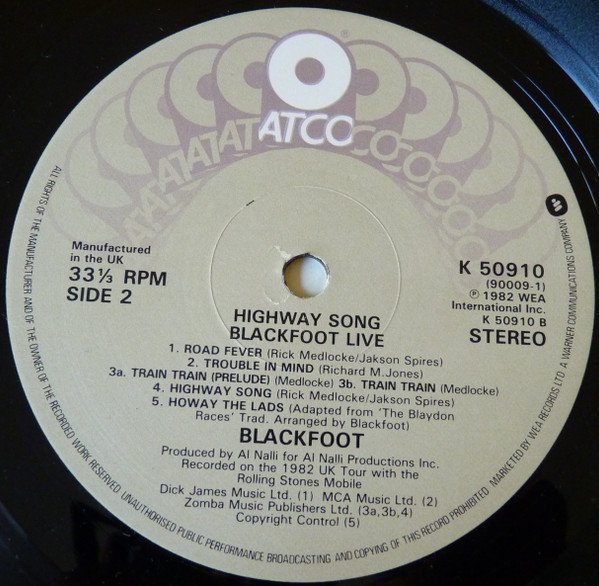 ®
ATATATATATCOCOCOCOCO
Manufactured
in the UK
33⅓ RPM
SIDE 2
K 50910
(90009-1)
℗ 1982 WEA
International Inc.
K 50910 B
STEREO
HIGHWAY SONG
BLACKFOOT LIVE
1. ROAD FEVER (Rick Medlocke/Jakson Spires)
2. TROUBLE IN MIND (Richard M.Jones)
3a. TRAIN TRAIN (PRELUDE) (Medlocke) 3b. TRAIN TRAIN (Medlocke)
4. HIGHWAY SONG (Rick Medlocke/Jakson Spires)
5. HOWAY THE LADS (Adapted from 'The Blaydon
Races' Trad. Arranged by Blackfoot)
BLACKFOOT
Produced by Al Nalli for Al Nalli Productions Inc.
Recorded on the 1982 UK Tour with the
Rolling Stones Mobile
Dick James Music Ltd. (1) MCA Music Ltd. (2)
Zomba Music Publishers Ltd. (3a,3b,4)
Copyright Control (5)
ALL RIGHTS OF THE MANUFACTURER AND OF THE OWNER OF THE RECORDED WORK RESERVED. UNAUTHORISED PUBLIC PERFORMANCE BROADCASTING AND COPYING OF THIS RECORD PROHIBITED. MARKETED BY WEA RECORDS LTD. A WARNER COMMUNICATIONS COMPANY